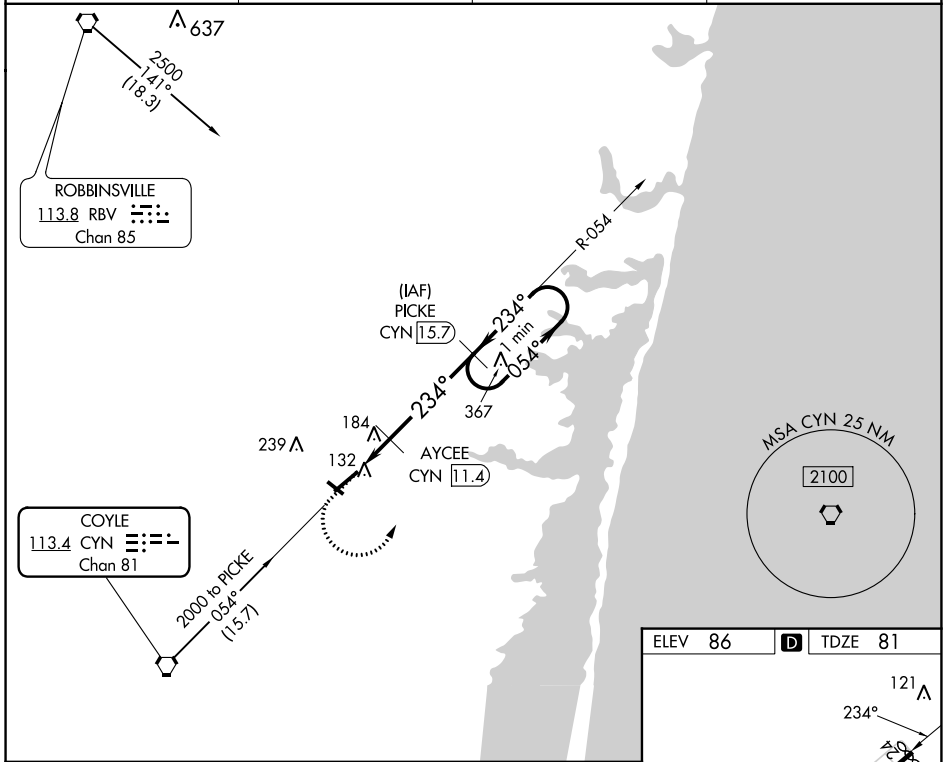 637
2500
141°
(18.3)
ROBBINSVILLE
113.8 RBV
Chan 85
R-054
(IAF)
PICKE
CYN 15.7
234°
1 min
054°
367
234°
184
239
132
AYCEE
CYN 11.4
MSA CYN 25 NM
2100
COYLE
113.4 CYN
Chan 81
2000 to PICKE
054°
(15.7)
ELEV 86 D TDZE 81
121
234°